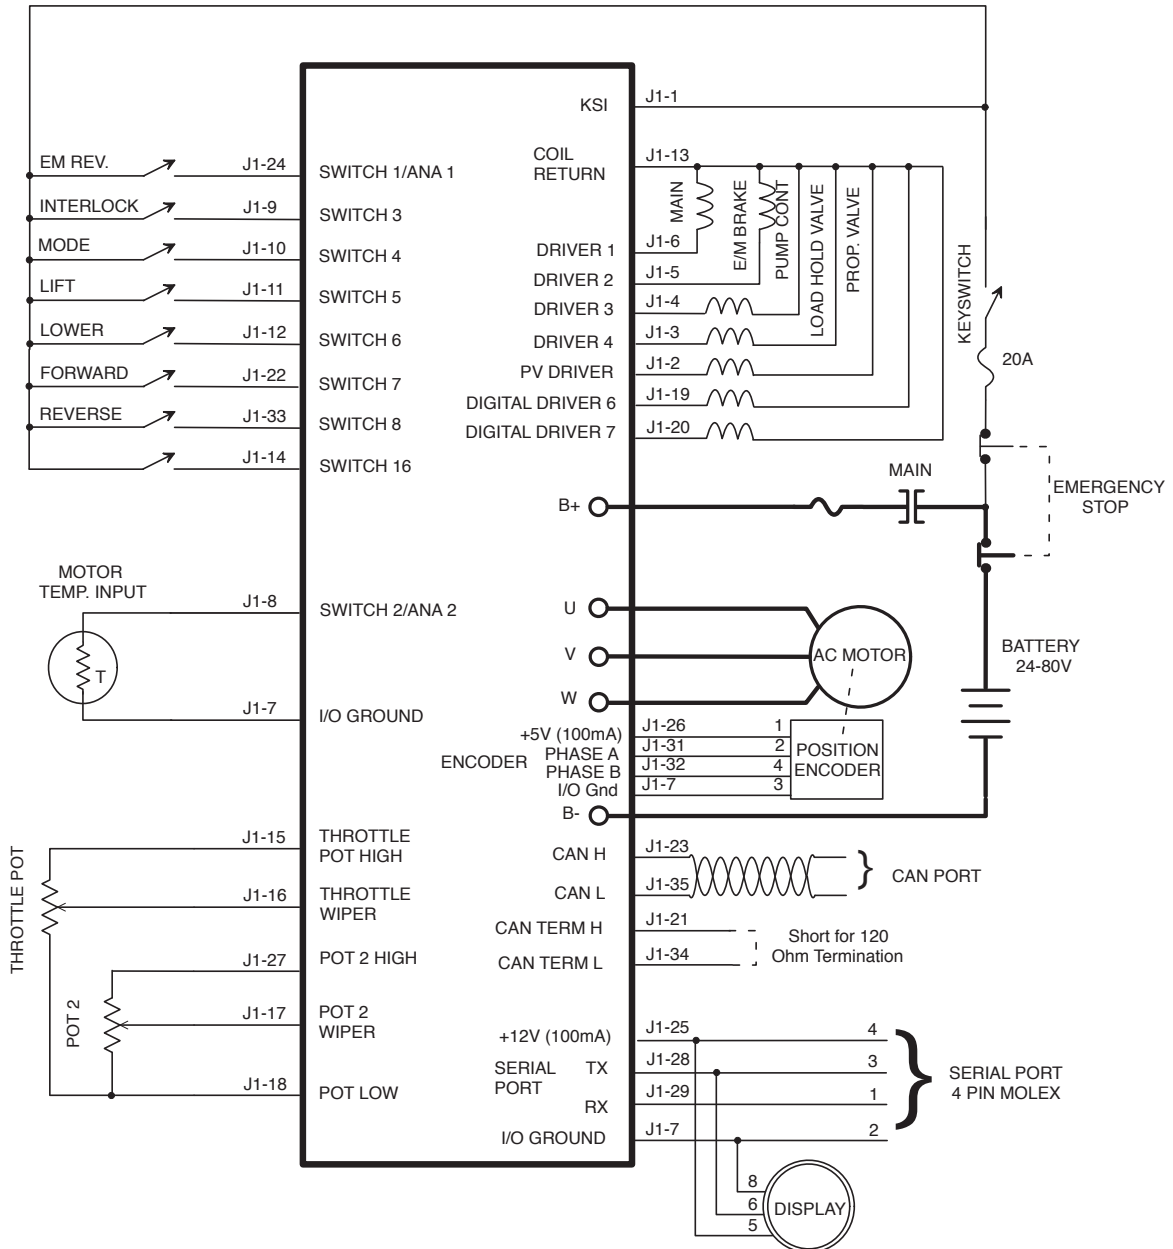 KSI
J1-1
COIL
RETURN
J1-13
EM REV.
J1-24
SWITCH 1/ANA 1
INTERLOCK
J1-9
SWITCH 3
MODE
J1-10
SWITCH 4
LIFT
J1-11
SWITCH 5
LOWER
J1-12
SWITCH 6
FORWARD
J1-22
SWITCH 7
REVERSE
J1-33
SWITCH 8
J1-14
SWITCH 16
MAIN
E/M BRAKE
PUMP CONT
LOAD HOLD VALVE
PROP. VALVE
DRIVER 1
J1-6
DRIVER 2
J1-5
DRIVER 3
J1-4
DRIVER 4
J1-3
PV DRIVER
J1-2
DIGITAL DRIVER 6
J1-19
DIGITAL DRIVER 7
J1-20
KEYSWITCH
20A
MAIN
B+
EMERGENCY
STOP
MOTOR
TEMP. INPUT
T
J1-8
SWITCH 2/ANA 2
J1-7
I/O GROUND
U
V
W
AC MOTOR
BATTERY
24-80V
ENCODER
+5V (100mA)
J1-26
1
PHASE A
J1-31
2
PHASE B
J1-32
4
I/O Gnd
J1-7
3
POSITION
ENCODER
B-
THROTTLE POT
J1-15
THROTTLE
POT HIGH
J1-16
THROTTLE
WIPER
POT 2
J1-27
POT 2 HIGH
J1-17
POT 2
WIPER
J1-18
POT LOW
CAN H
J1-23
CAN L
J1-35
CAN PORT
CAN TERM H
J1-21
CAN TERM L
J1-34
Short for 120
Ohm Termination
+12V (100mA)
J1-25
4
SERIAL
PORT
TX
J1-28
3
RX
J1-29
1
I/O GROUND
J1-7
2
SERIAL PORT
4 PIN MOLEX
8
6
5
DISPLAY